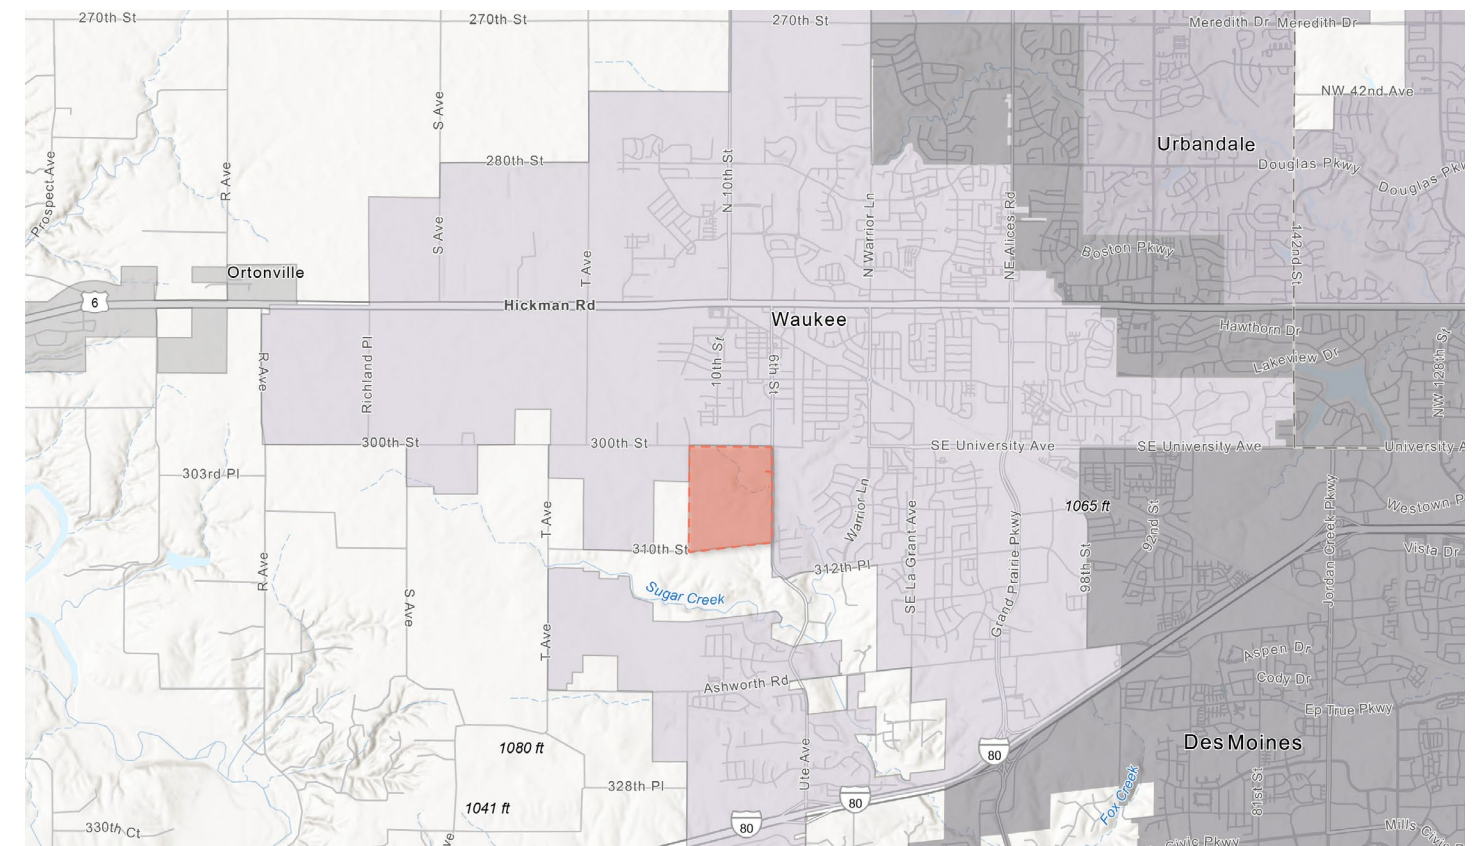 270th St
270th St
270th St
Meredith Dr
Meredith Dr
NW 42nd Ave
S Ave
Urbandale
280th St
N 10th St
Douglas Pkwy
Douglas Pkw
Prospect Ave
R Ave
N Warrior Ln
NE Alices Rd
S Ave
142nd St
Boston Pkwy
T Ave
Ortonville
6
Hickman Rd
Waukee
Hawthorn Dr
Lakeview Dr
NW 128th St
R Ave
Richland Pl
10th St
6th St
300th St
300th St
SE University Ave
SE University Ave
University A
303rd Pl
Warrior Ln
1065 ft
92nd St
Jordan Creek Pkwy
Westown P
T Ave
SE La Grant Ave
Grand Prairie Pkwy
98th St
310th St
Vista Dr
312th Pl
R Ave
Sugar Creek
S Ave
T Ave
Aspen Dr
Cody Dr
Ashworth Rd
Ep True Pkwy
1080 ft
Des Moines
80
Ute Ave
328th Pl
81st St
Fox Creek
80
1041 ft
80
330th Ct
ve
Mills Civic P
Civic Pkwy